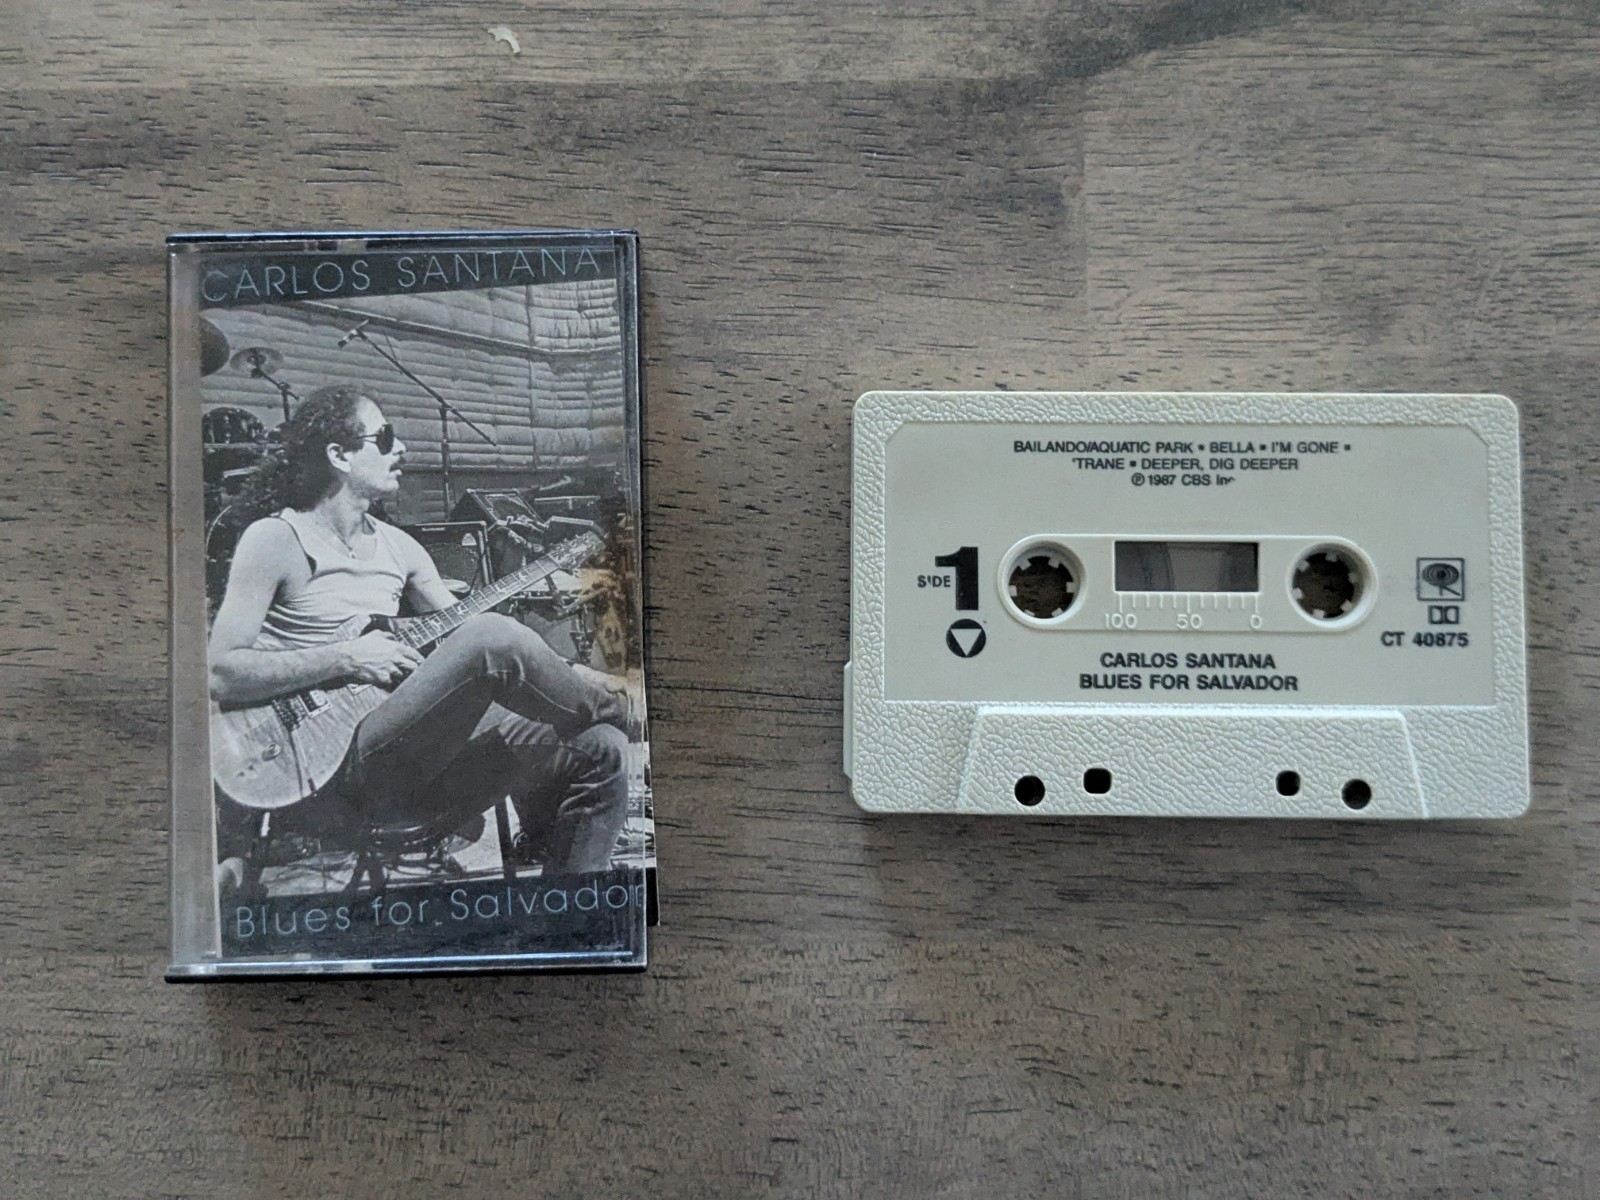 CARLOS SANTANA
Blues for Salvador
BAILANDO/AQUATIC PARK ▪ BELLA ▪ I'M GONE ▪
'TRANE ▪ DEEPER, DIG DEEPER
℗ 1987 CBS Inc
SIDE 1
100 50 0
CT 40875
CARLOS SANTANA
BLUES FOR SALVADOR